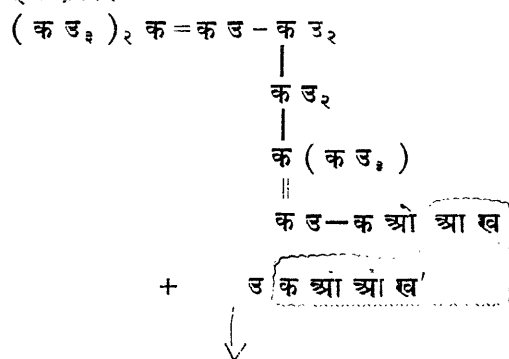 ( क उ₃ )₂ क = क उ – क उ₂
क उ₂
क ( क उ₃ )
क उ – क ओ ओ ख
+ उ क ओ ओ ख'